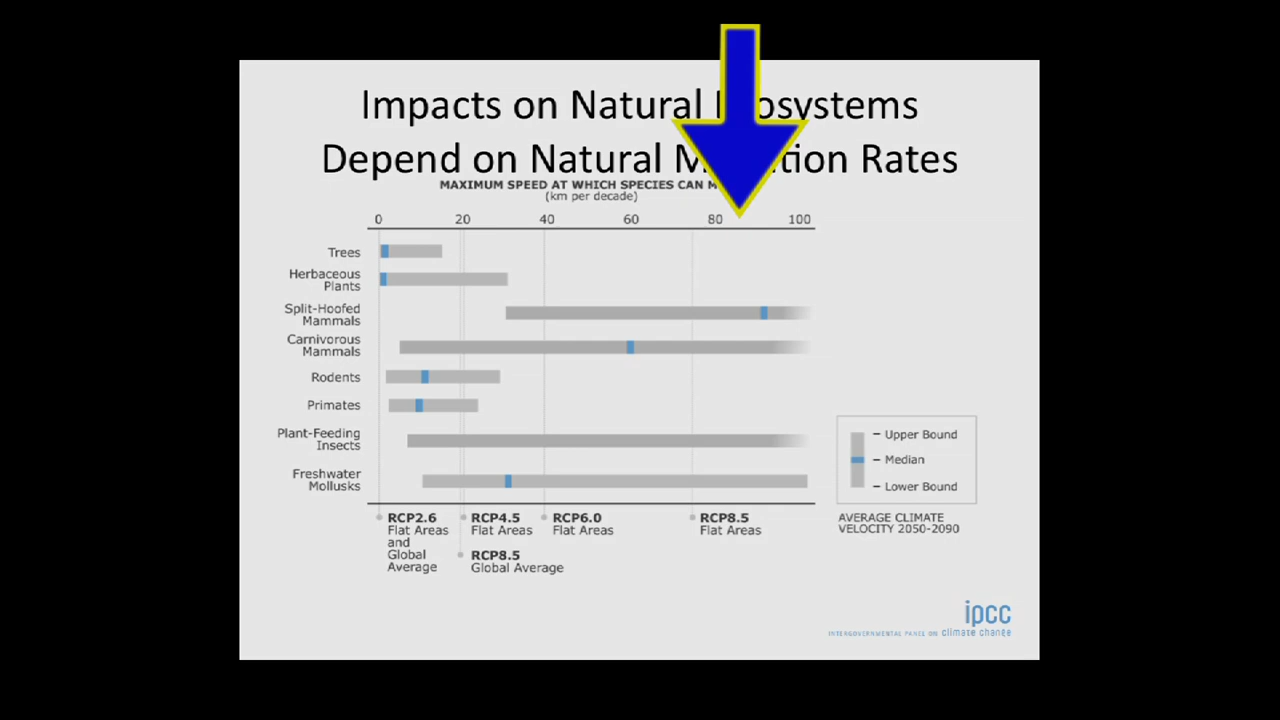 Impacts on Natural
Depend on Natural
MAXIMUM SPEED AT WHICH SPECIES CAN
(km per decade)
0 20 40 60 80 100
Trees
Herbaceous
Plants
Split-Hoofed
Mammals
Carnivorous
Mammals
Rodents
Primates
Plant-Feeding
Insects
Freshwater
Mollusks
– Upper Bound
– Median
– Lower Bound
AVERAGE CLIMATE
VELOCITY 2050-2090
RCP2.6
Flat Areas
and
Global
Average
RCP4.5
Flat Areas
RCP8.5
Global Average
RCP6.0
Flat Areas
RCP8.5
Flat Areas
ipcc
INTERGOVERNMENTAL PANEL ON climate change